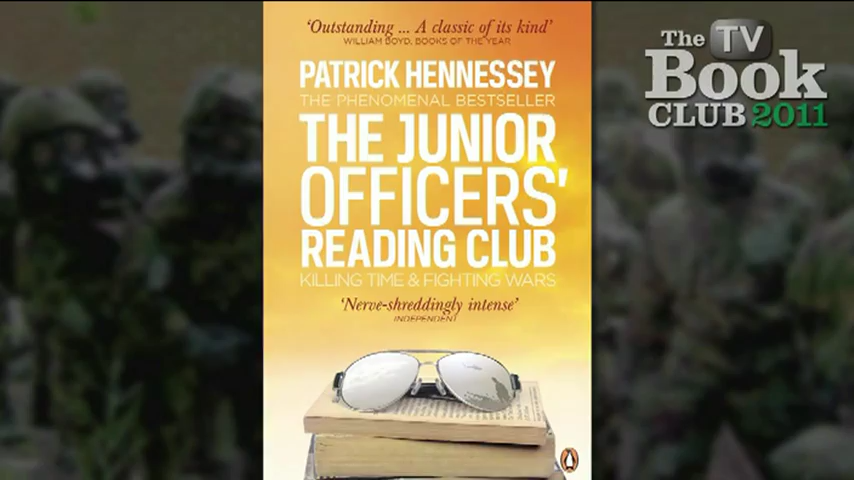 ‘Outstanding ... A classic of its kind’
WILLIAM BOYD, BOOKS OF THE YEAR
PATRICK HENNESSEY
THE PHENOMENAL BESTSELLER
THE JUNIOR
OFFICERS’
READING CLUB
KILLING TIME & FIGHTING WARS
‘Nerve-shreddingly intense’
INDEPENDENT
The TV
Book
CLUB 2011